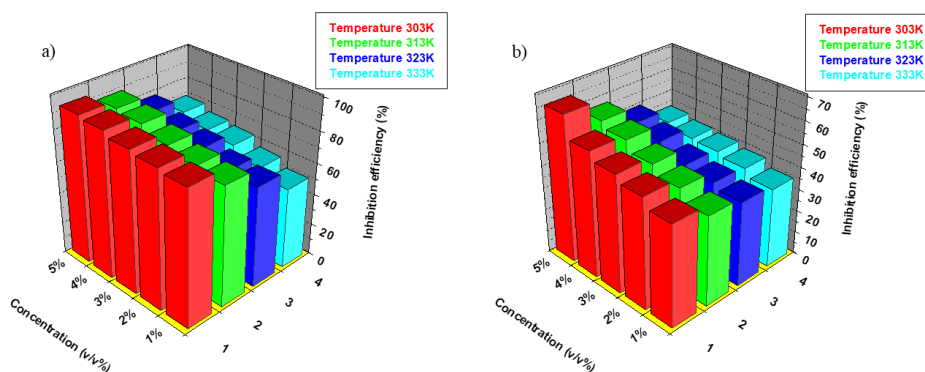 a)
Temperature 303K
Temperature 313K
Temperature 323K
Temperature 333K
100
80
60
40
20
0
Inhibition efficiency (%)
5%
4%
3%
2%
1%
Concentration (v/v%)
1
2
3
4
b)
Temperature 303K
Temperature 313K
Temperature 323K
Temperature 333K
70
60
50
40
30
20
10
0
Inhibition efficiency (%)
5%
4%
3%
2%
1%
Concentration (v/v%)
1
2
3
4